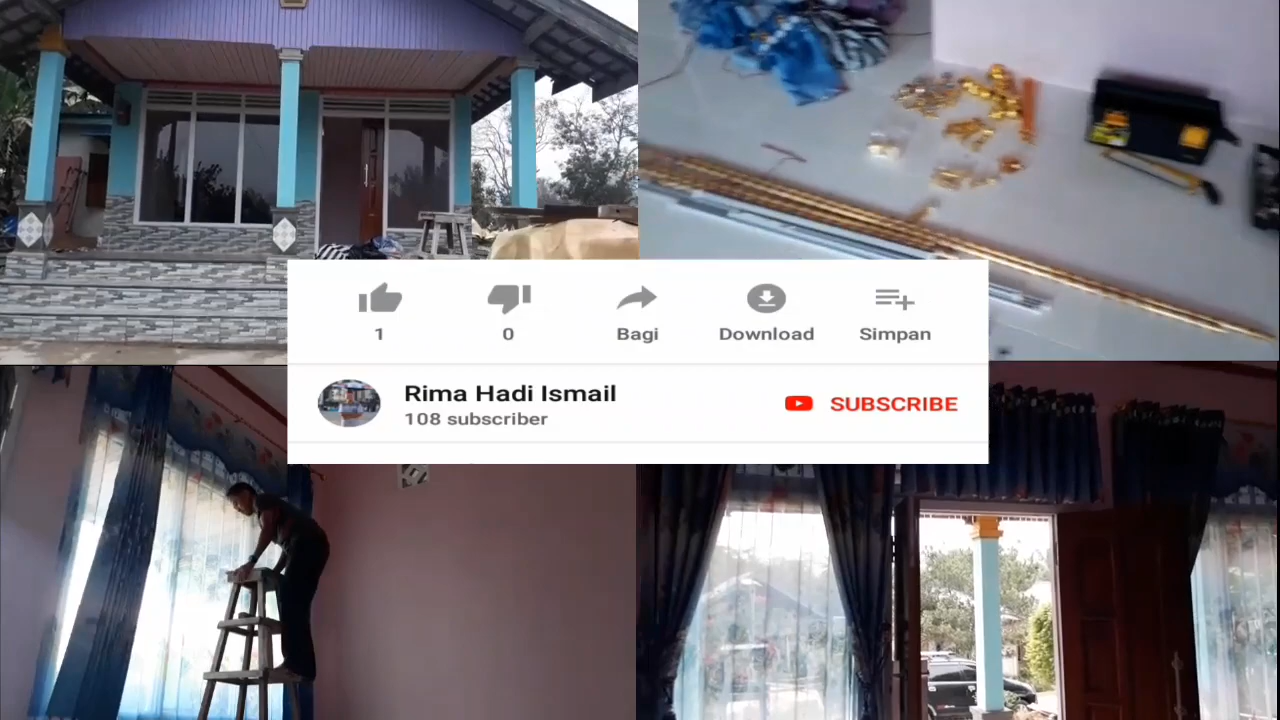 1
0
Bagi
Download
Simpan
Rima Hadi Ismail
SUBSCRIBE
108 subscriber